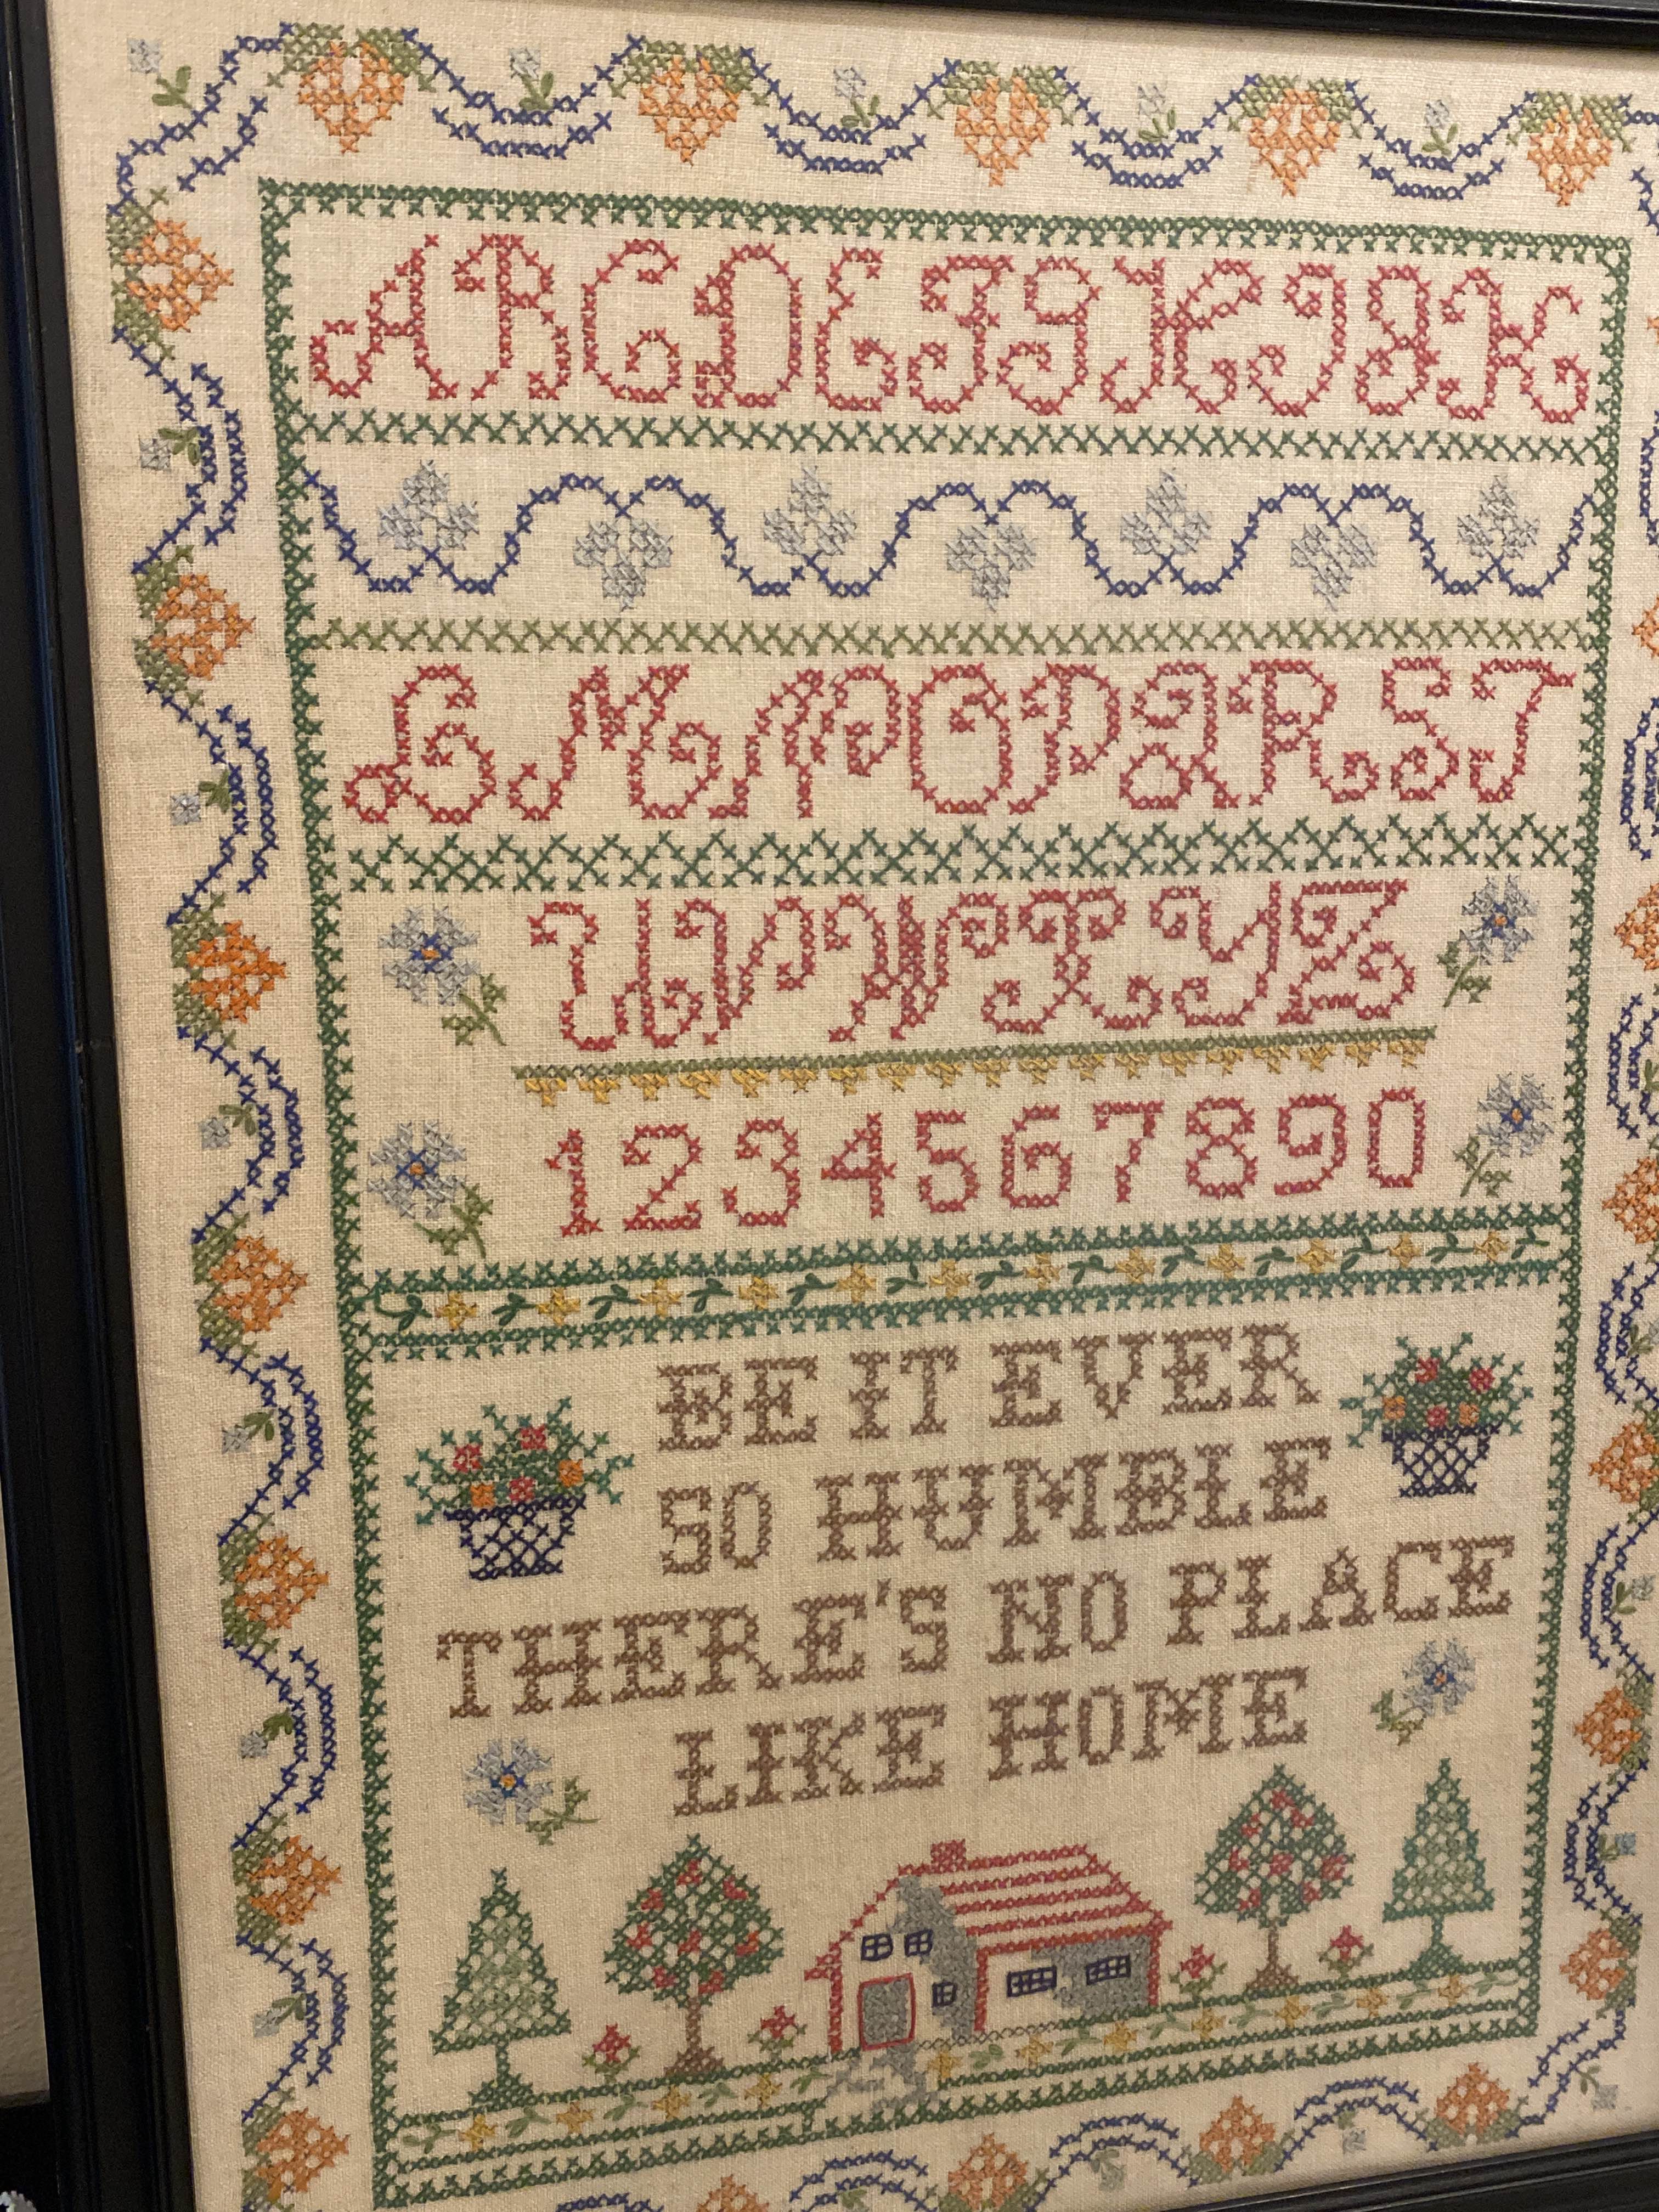 ABCDEFGHIJK
LMNOPQRST
UVWXYZ
1234567890
BE IT EVER
SO HUMBLE
THERE'S NO PLACE
LIKE HOME